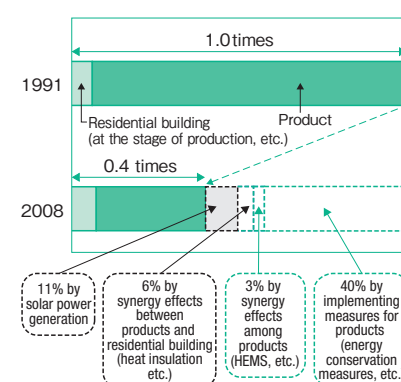 1.0 times
1991
Residential building
(at the stage of production, etc.)
Product
0.4 times
2008
11% by
solar power
generation
6% by
synergy effects
between
products and
residential building
(heat insulation
etc.)
3% by
synergy
effects
among
products
(HEMS, etc.)
40% by
implementing
measures for
products
(energy
conservation
measures, etc.